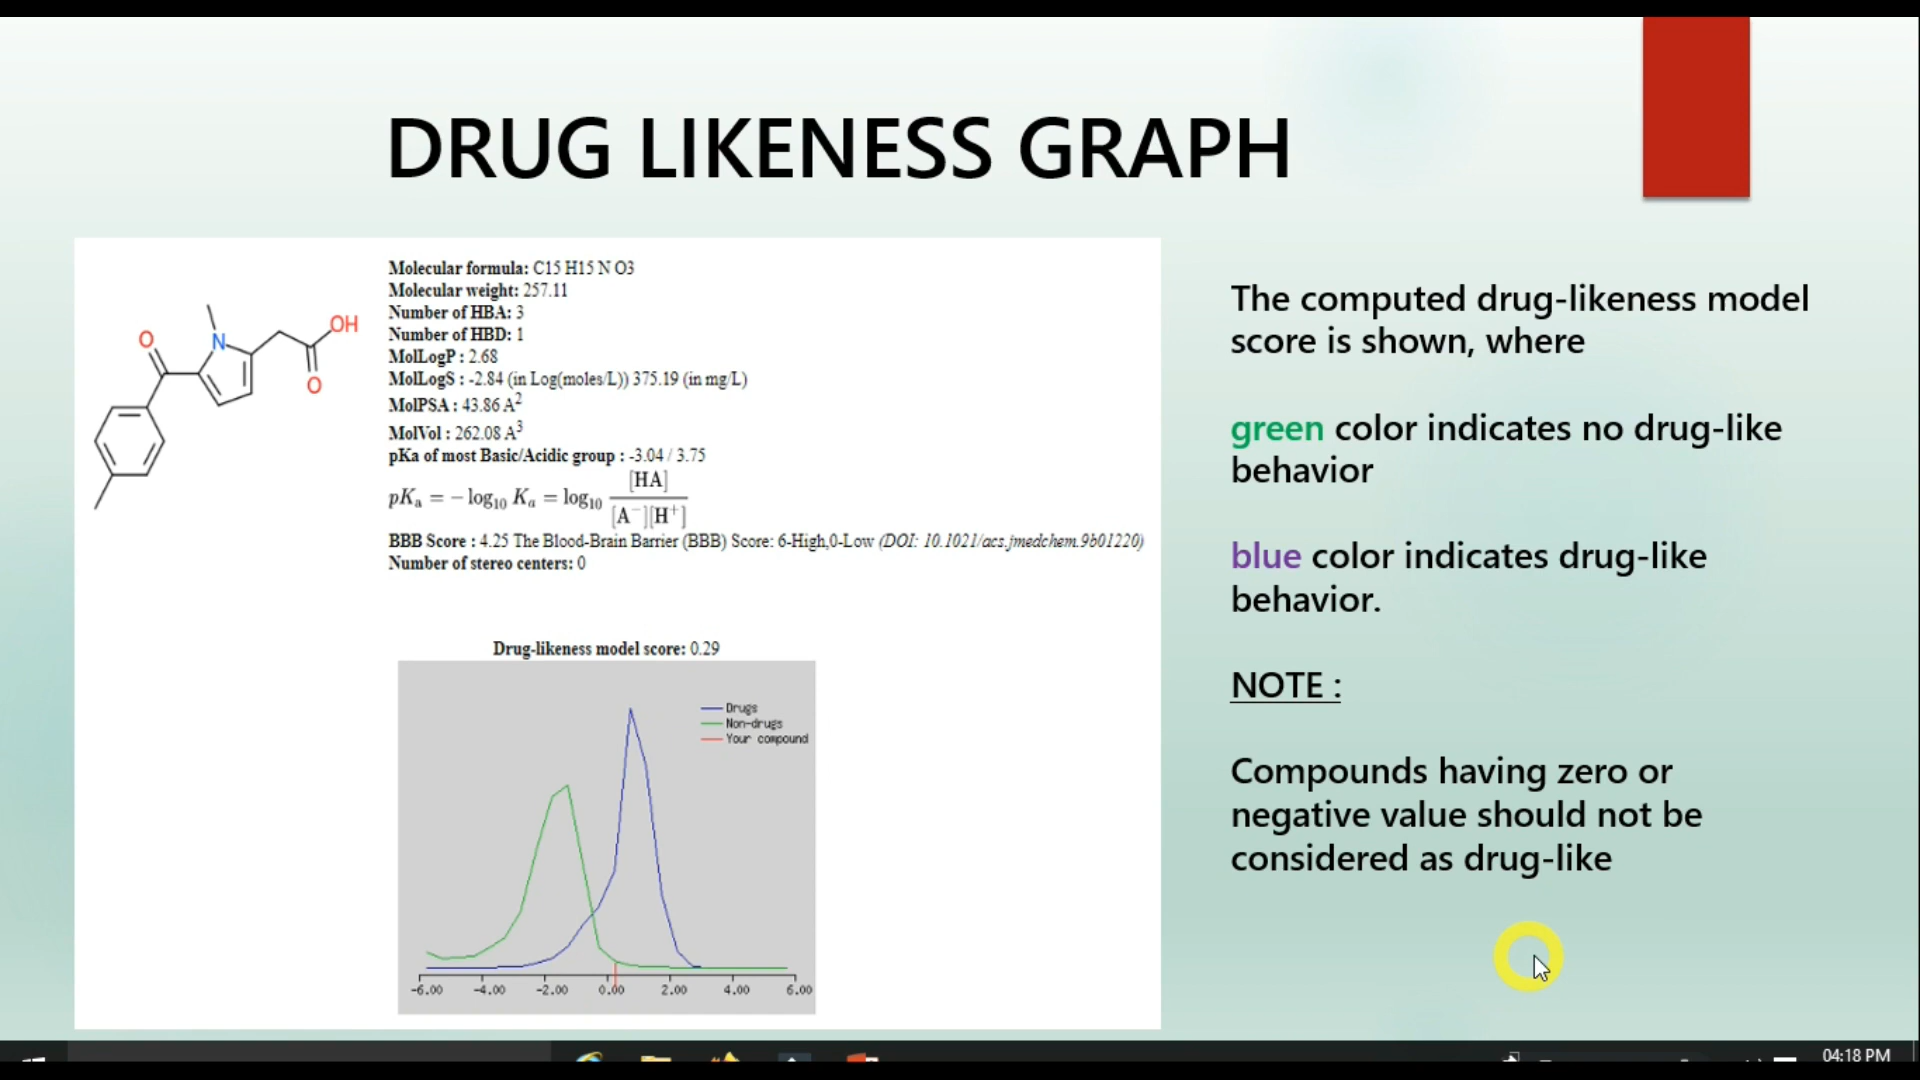 DRUG LIKENESS GRAPH
Molecular formula: C15 H15 N O3
Molecular weight: 257.11
Number of HBA: 3
Number of HBD: 1
MolLogP : 2.68
MolLogS : -2.84 (in Log(moles/L)) 375.19 (in mg/L)
MolPSA : 43.86 A²
MolVol : 262.08 A³
pKa of most Basic/Acidic group : -3.04 / 3.75
pKₐ = − log₁₀ Kₐ = log₁₀ [HA] / [A⁻][H⁺]
BBB Score : 4.25 The Blood-Brain Barrier (BBB) Score: 6-High,0-Low (DOI: 10.1021/acs.jmedchem.9b01220)
Number of stereo centers: 0
O
N
OH
O
Drug-likeness model score: 0.29
Drugs
Non-drugs
Your compound
-6.00 -4.00 -2.00 0.00 2.00 4.00 6.00
The computed drug-likeness model
score is shown, where
green color indicates no drug-like
behavior
blue color indicates drug-like
behavior.
NOTE :
Compounds having zero or
negative value should not be
considered as drug-like
04:18 PM